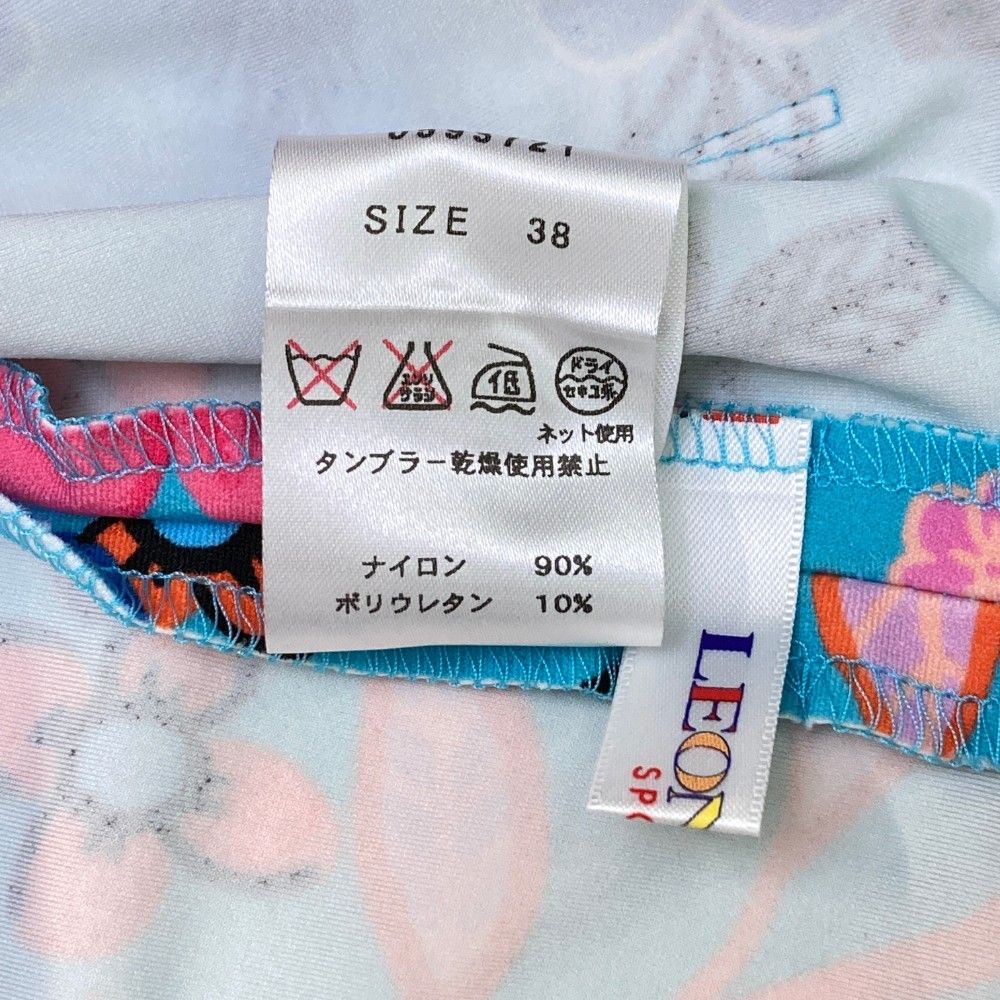 SIZE 38
エンソ
サラシ
低
ドライ
セキユ系
ネット使用
タンブラー乾燥使用禁止
ナイロン 90%
ポリウレタン 10%
LEON
SPO